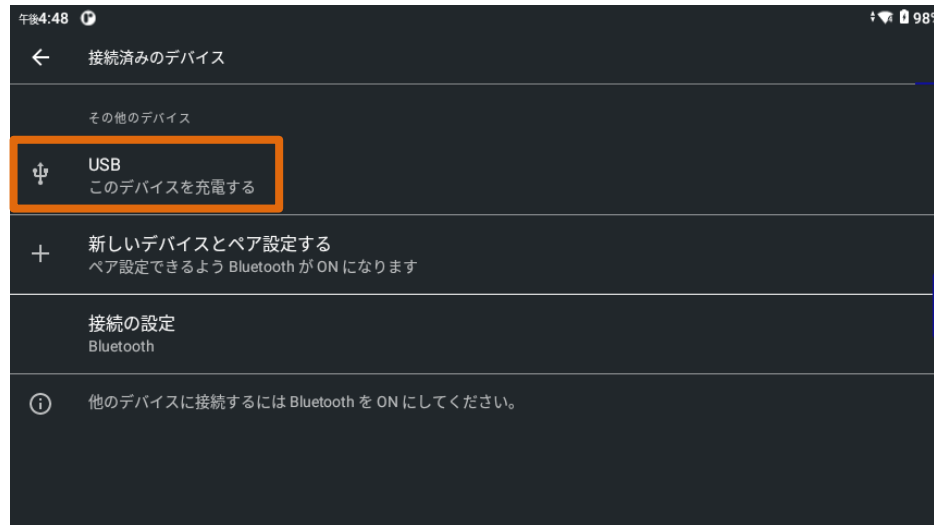 午後4:48 98%
接続済みのデバイス
その他のデバイス
USB
このデバイスを充電する
新しいデバイスとペア設定する
ペア設定できるよう Bluetooth が ON になります
接続の設定
Bluetooth
他のデバイスに接続するには Bluetooth を ON にしてください。